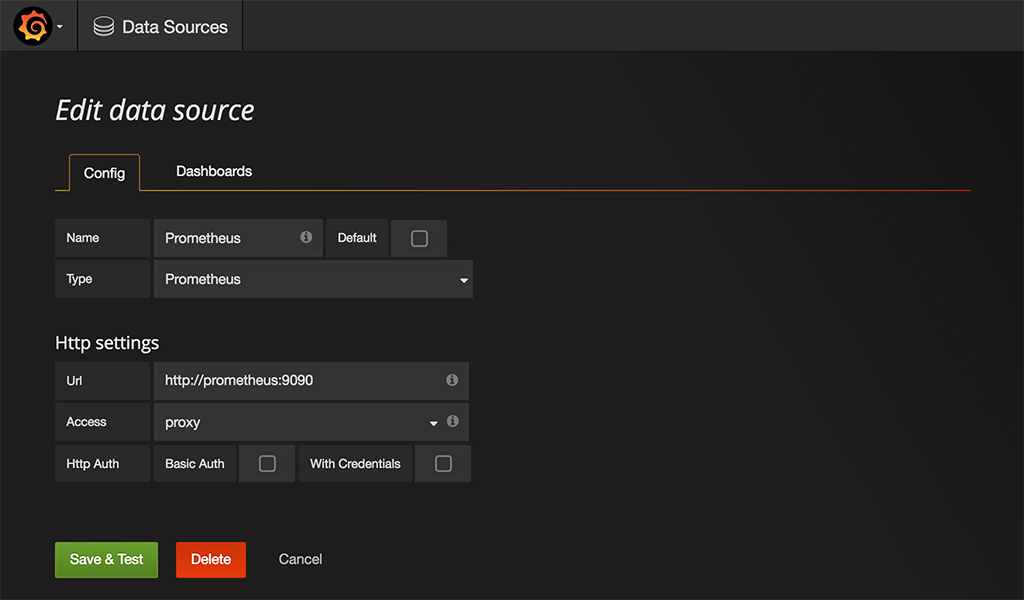 Data Sources
Edit data source
Config Dashboards
Name Prometheus Default
Type Prometheus
Http settings
Url http://prometheus:9090
Access proxy
Http Auth Basic Auth With Credentials
Save & Test Delete Cancel